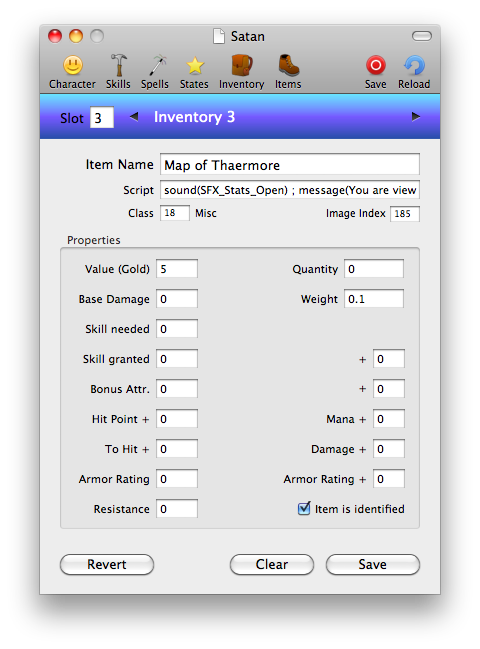 Satan
Character Skills Spells States Inventory Items Save Reload
Slot 3 Inventory 3
Item Name Map of Thaermore
Script sound(SFX_Stats_Open) ; message(You are view
Class 18 Misc Image Index 185
Properties
Value (Gold) 5 Quantity 0
Base Damage 0 Weight 0.1
Skill needed 0
Skill granted 0 + 0
Bonus Attr. 0 + 0
Hit Point + 0 Mana + 0
To Hit + 0 Damage + 0
Armor Rating 0 Armor Rating + 0
Resistance 0 Item is identified
Revert Clear Save